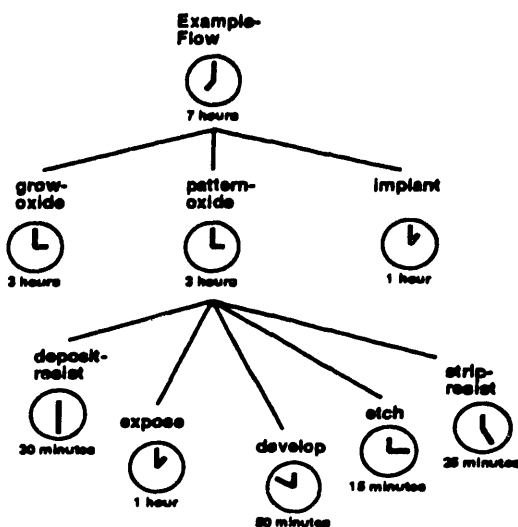 Example-
Flow
7 hours
grow-
oxide
3 hours
pattern-
oxide
3 hours
implant
1 hour
deposit-
resist
30 minutes
expose
1 hour
develop
50 minutes
etch
15 minutes
strip-
resist
25 minutes